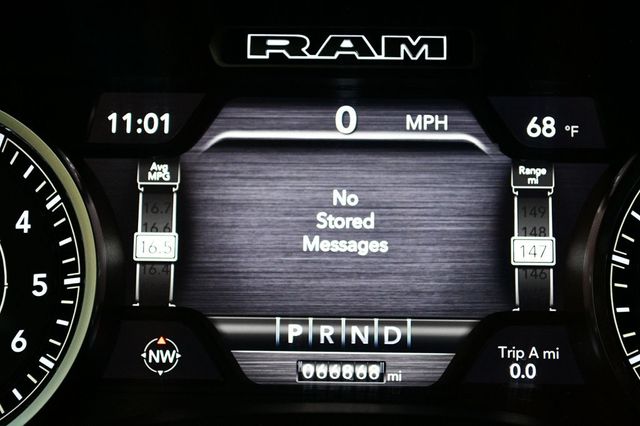 RAM
11:01
0 MPH
68 °F
Avg
MPG
16.7
16.6
16.5
16.4
No
Stored
Messages
Range
mi
149
148
147
146
4
5
6
P R N D
NW
mi
Trip A mi
0.0